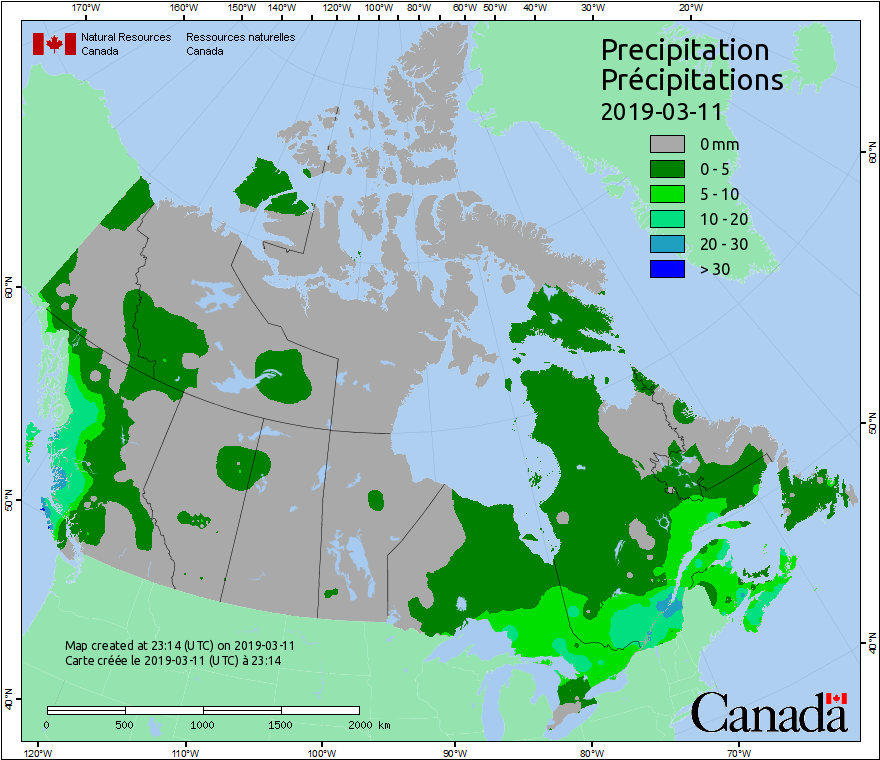 170°W 160°W 150°W 140°W 130°W 120°W 110°W 100°W 90°W 80°W 60°W 50°W 40°W 30°W 20°W
Natural Resources Ressources naturelles
Canada Canada
Precipitation
Précipitations
2019-03-11
0 mm
0 - 5
5 - 10
10 - 20
20 - 30
> 30
60°N
60°N
50°N
50°N
40°N
40°N
Map created at 23:14 (UTC) on 2019-03-11
Carte créée le 2019-03-11 (UTC) à 23:14
0 500 1000 1500 2000 km
Canada
120°W 110°W 100°W 90°W 80°W 70°W